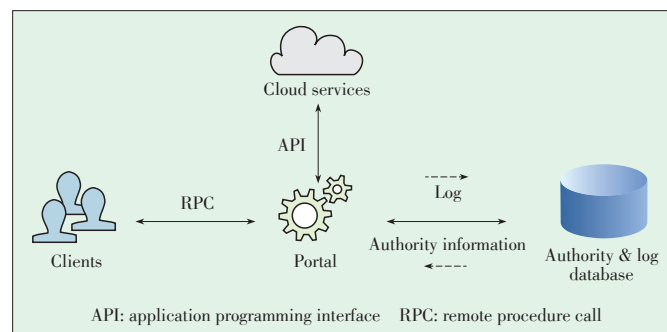 Cloud services
API
RPC
Log
Clients
Portal
Authority information
Authority & log
database
API: application programming interface RPC: remote procedure call